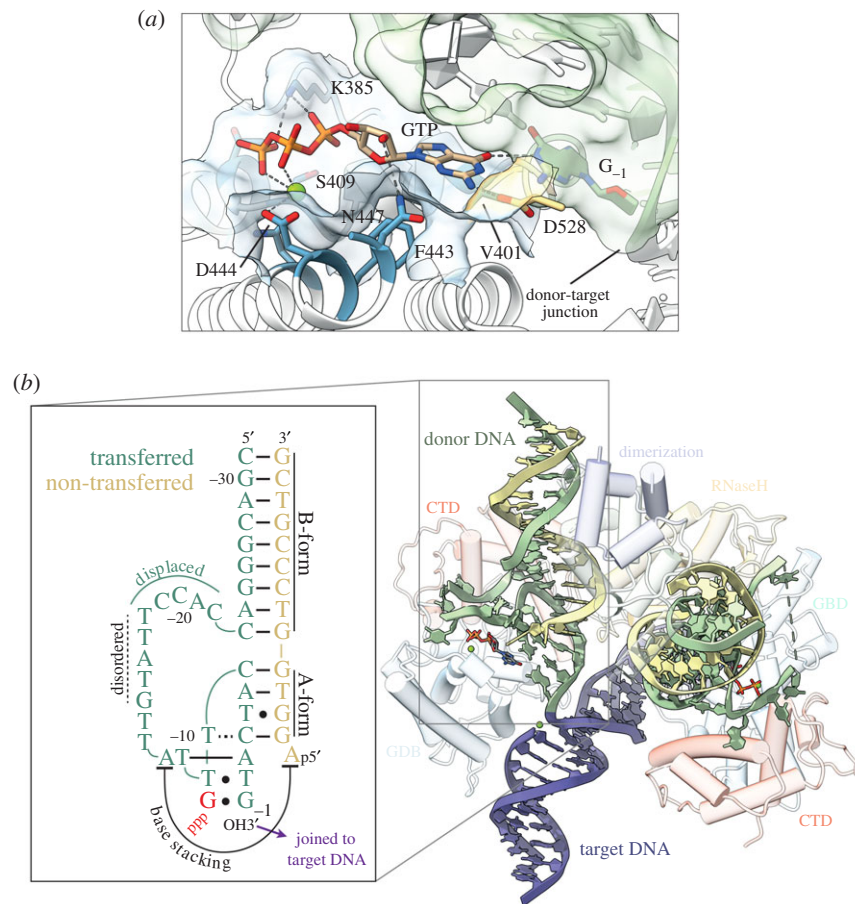 (a)
K385
GTP
G–1
S409
N447
D528
F443
V401
D444
donor-target
junction
(b)
transferred
non-transferred
5′ 3′
C G
–30 G C
A T
C G
G C
G C
G C
A T
C G
B-form
displaced
C C A C
–20
T
T
A
T
G
T
T
disordered
G
C G
A T
T G
C G
A-form
A p5′
–10 T
A T A
T T
G G–1
ppp
OH3′
base stacking
joined to
target DNA
donor DNA
dimerization
RNaseH
CTD
GBD
GDB
CTD
target DNA